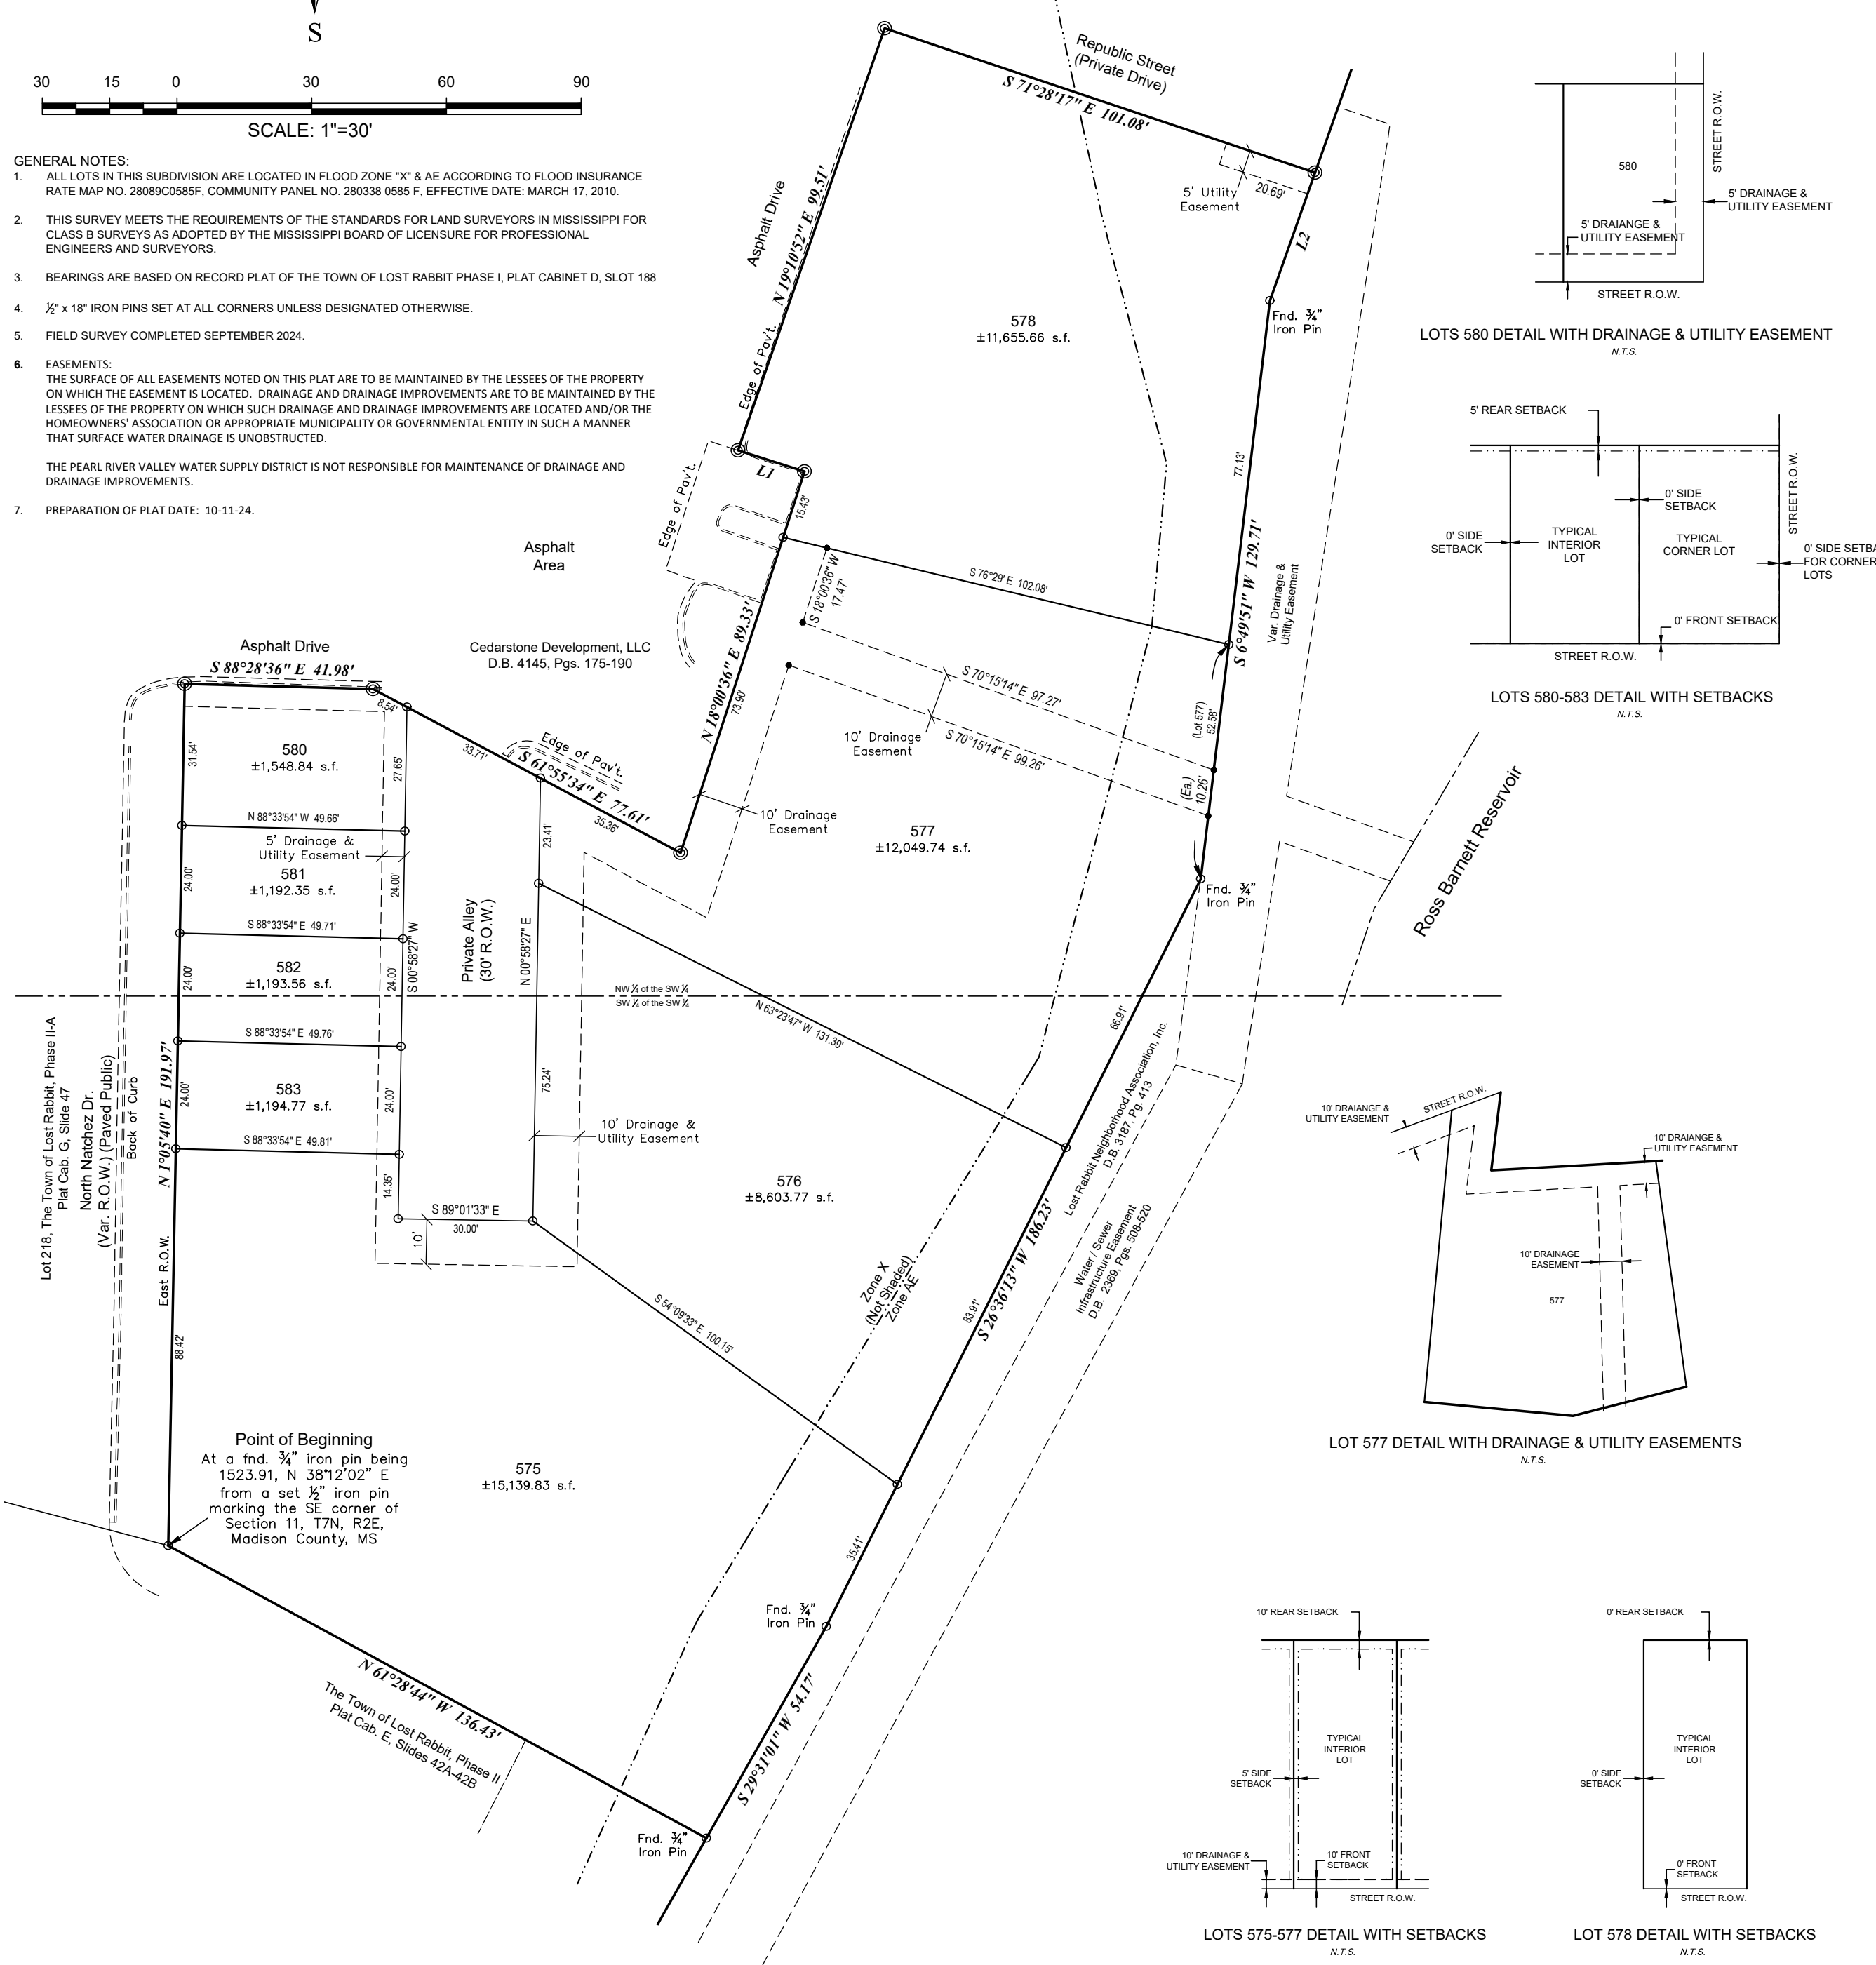 S
30 15 0 30 60 90
SCALE: 1"=30'
GENERAL NOTES:
1. ALL LOTS IN THIS SUBDIVISION ARE LOCATED IN FLOOD ZONE "X" & AE ACCORDING TO FLOOD INSURANCE
RATE MAP NO. 28089C0585F, COMMUNITY PANEL NO. 280338 0585 F, EFFECTIVE DATE: MARCH 17, 2010.
2. THIS SURVEY MEETS THE REQUIREMENTS OF THE STANDARDS FOR LAND SURVEYORS IN MISSISSIPPI FOR
CLASS B SURVEYS AS ADOPTED BY THE MISSISSIPPI BOARD OF LICENSURE FOR PROFESSIONAL
ENGINEERS AND SURVEYORS.
3. BEARINGS ARE BASED ON RECORD PLAT OF THE TOWN OF LOST RABBIT PHASE I, PLAT CABINET D, SLOT 188
4. ½" x 18" IRON PINS SET AT ALL CORNERS UNLESS DESIGNATED OTHERWISE.
5. FIELD SURVEY COMPLETED SEPTEMBER 2024.
6. EASEMENTS:
THE SURFACE OF ALL EASEMENTS NOTED ON THIS PLAT ARE TO BE MAINTAINED BY THE LESSEES OF THE PROPERTY
ON WHICH THE EASEMENT IS LOCATED. DRAINAGE AND DRAINAGE IMPROVEMENTS ARE TO BE MAINTAINED BY THE
LESSEES OF THE PROPERTY ON WHICH SUCH DRAINAGE AND DRAINAGE IMPROVEMENTS ARE LOCATED AND/OR THE
HOMEOWNERS' ASSOCIATION OR APPROPRIATE MUNICIPALITY OR GOVERNMENTAL ENTITY IN SUCH A MANNER
THAT SURFACE WATER DRAINAGE IS UNOBSTRUCTED.
THE PEARL RIVER VALLEY WATER SUPPLY DISTRICT IS NOT RESPONSIBLE FOR MAINTENANCE OF DRAINAGE AND
DRAINAGE IMPROVEMENTS.
7. PREPARATION OF PLAT DATE: 10-11-24.
Republic Street
(Private Drive)
S 71°28'17" E 101.08'
5' Utility
Easement
20.69'
L2
Asphalt Drive
N 19°10'52" E 99.51'
Edge of Pav't.
578
±11,655.66 s.f.
Fnd. ¾"
Iron Pin
77.13'
L1
15.43'
Edge of Pav't.
Asphalt
Area
S 18°00'36" W
17.47'
S 76°29' E 102.08'
S 6°49'51" W 129.71'
Var. Drainage &
Utility Easement
Cedarstone Development, LLC
D.B. 4145, Pgs. 175-190
N 18°00'36" E 89.33'
73.90'
S 70°15'14" E 97.27'
S 70°15'14" E 99.26'
10' Drainage
Easement
(Lot 577)
52.58'
(Ea.)
10.26'
Asphalt Drive
S 88°28'36" E 41.98'
8.54'
33.71'
Edge of Pav't.
S 61°55'34" E 77.61'
35.36'
10' Drainage
Easement
577
±12,049.74 s.f.
Fnd. ¾"
Iron Pin
Ross Barnett Reservoir
31.54'
580
±1,548.84 s.f.
27.65'
N 88°33'54" W 49.66'
5' Drainage &
Utility Easement
581
±1,192.35 s.f.
24.00'
24.00'
S 88°33'54" E 49.71'
S 00°58'27" W
582
±1,193.56 s.f.
24.00'
24.00'
S 88°33'54" E 49.76'
583
±1,194.77 s.f.
24.00'
24.00'
S 88°33'54" E 49.81'
14.35'
23.41'
Private Alley
(30' R.O.W.)
N 00°58'27" E
75.24'
S 89°01'33" E
30.00'
10'
NW ¼ of the SW ¼
SW ¼ of the SW ¼
N 63°23'47" W 131.39'
66.91'
10' Drainage &
Utility Easement
576
±8,603.77 s.f.
Lost Rabbit Neighborhood Association, Inc.
D.B. 3187, Pg. 413
Water / Sewer
Infrastructure Easement
D.B. 2369, Pgs. 508-520
S 26°36'13" W 186.23'
83.91'
Zone X
(Not Shaded)
Zone AE
S 54°09'33" E 100.15'
Lot 218, The Town of Lost Rabbit, Phase II-A
Plat Cab. G, Slide 47
North Natchez Dr.
(Var. R.O.W.) (Paved Public)
Back of Curb
N 1°05'40" E 191.97'
East R.O.W.
88.42'
Point of Beginning
At a fnd. ¾" iron pin being
1523.91, N 38°12'02" E
from a set ½" iron pin
marking the SE corner of
Section 11, T7N, R2E,
Madison County, MS
575
±15,139.83 s.f.
35.41'
Fnd. ¾"
Iron Pin
S 29°31'01" W 54.17'
N 61°28'44" W 136.43'
The Town of Lost Rabbit, Phase II
Plat Cab. E, Slides 42A-42B
Fnd. ¾"
Iron Pin
580
STREET R.O.W.
5' DRAINAGE &
UTILITY EASEMENT
5' DRAIANGE &
UTILITY EASEMENT
STREET R.O.W.
LOTS 580 DETAIL WITH DRAINAGE & UTILITY EASEMENT
N.T.S.
5' REAR SETBACK
0' SIDE
SETBACK
STREET R.O.W.
0' SIDE
SETBACK
TYPICAL
INTERIOR
LOT
TYPICAL
CORNER LOT
0' SIDE SETBA
FOR CORNER
LOTS
0' FRONT SETBACK
STREET R.O.W.
LOTS 580-583 DETAIL WITH SETBACKS
N.T.S.
10' DRAIANGE &
UTILITY EASEMENT
STREET R.O.W.
10' DRAIANGE &
UTILITY EASEMENT
10' DRAINAGE
EASEMENT
577
LOT 577 DETAIL WITH DRAINAGE & UTILITY EASEMENTS
N.T.S.
10' REAR SETBACK
TYPICAL
INTERIOR
LOT
5' SIDE
SETBACK
10' DRAINAGE &
UTILITY EASEMENT
10' FRONT
SETBACK
STREET R.O.W.
LOTS 575-577 DETAIL WITH SETBACKS
N.T.S.
0' REAR SETBACK
TYPICAL
INTERIOR
LOT
0' SIDE
SETBACK
0' FRONT
SETBACK
STREET R.O.W.
LOT 578 DETAIL WITH SETBACKS
N.T.S.